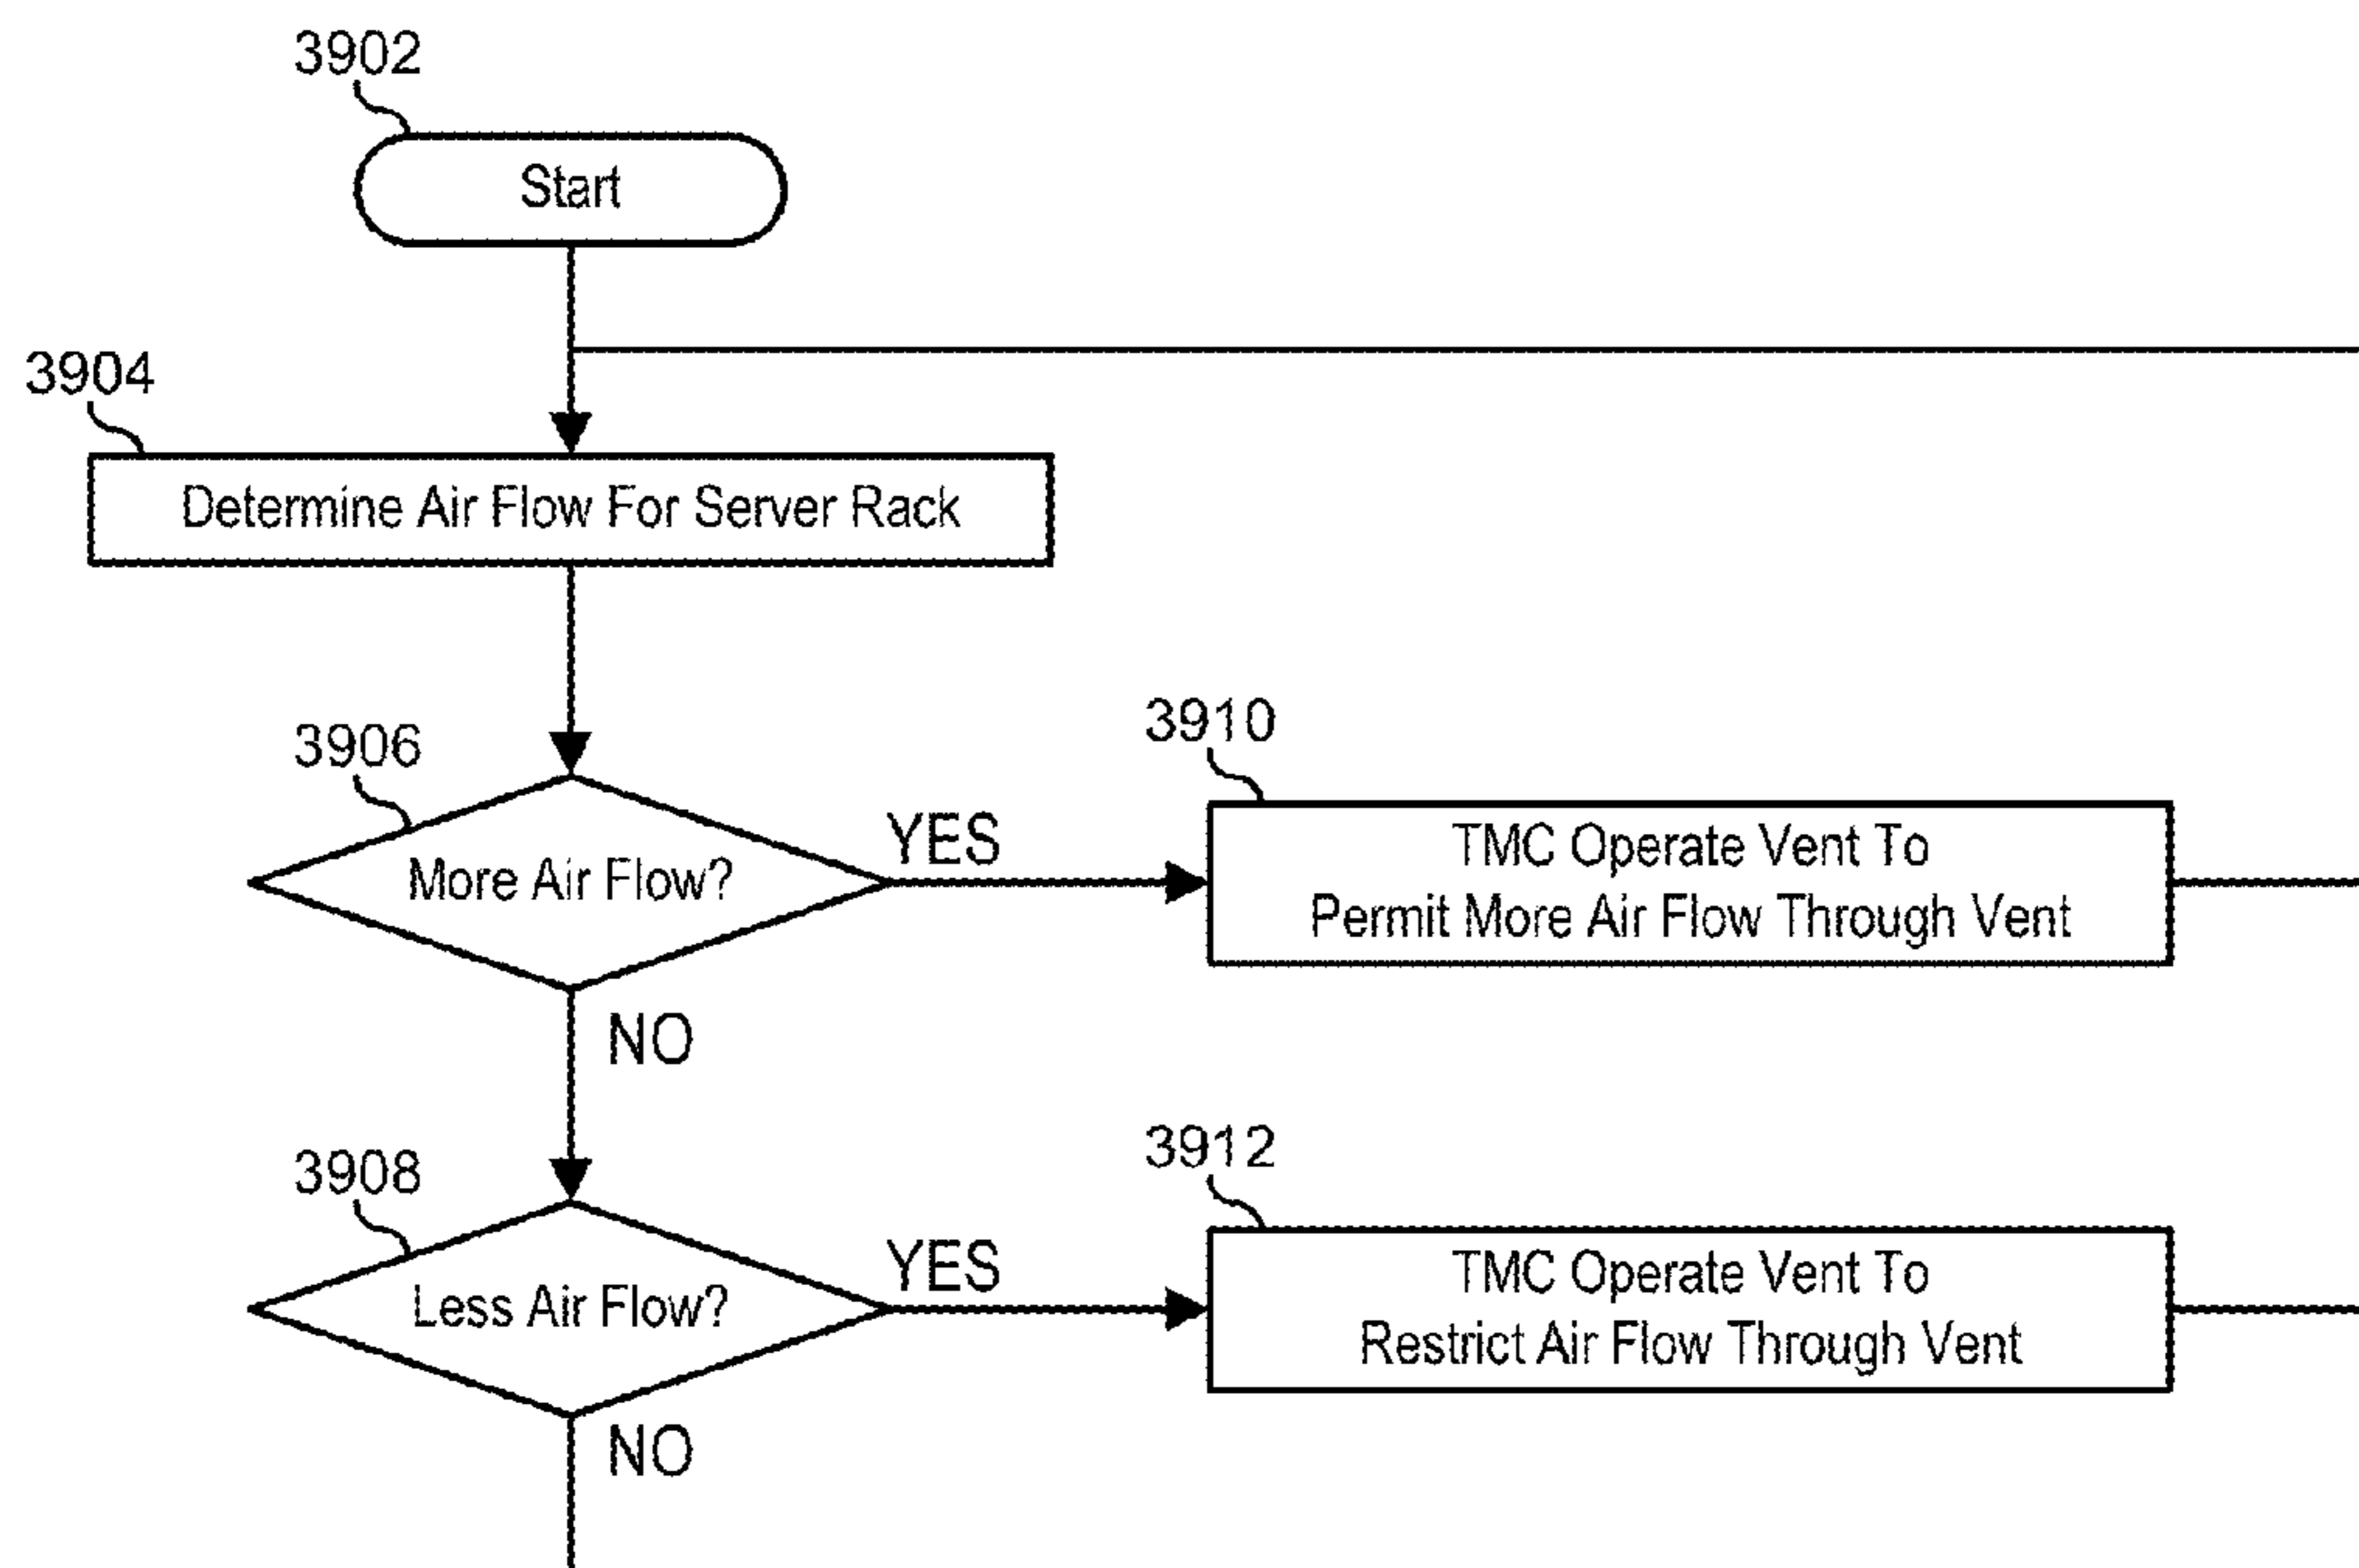 3902
Start
3904
Determine Air Flow For Server Rack
3906
More Air Flow?
YES
3910
TMC Operate Vent To
Permit More Air Flow Through Vent
NO
3908
Less Air Flow?
YES
3912
TMC Operate Vent To
Restrict Air Flow Through Vent
NO